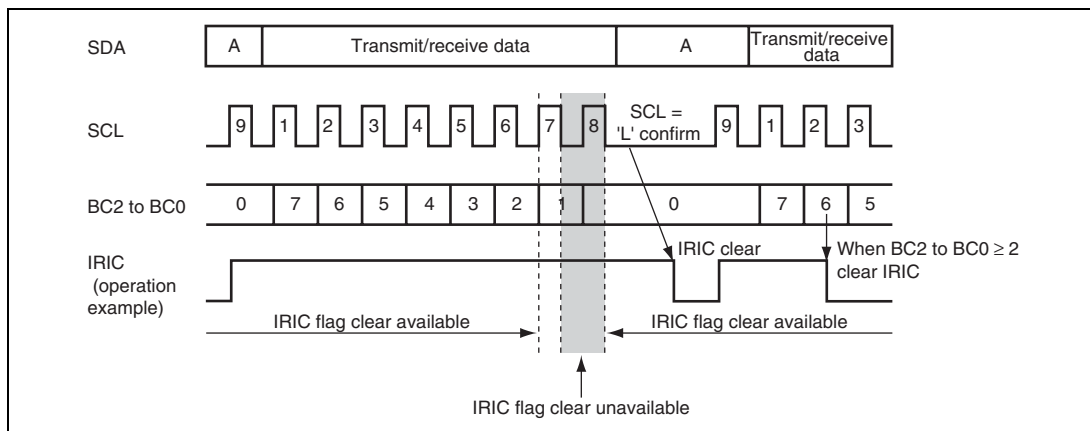 SDA
A
Transmit/receive data
A
Transmit/receive
data
SCL
9 1 2 3 4 5 6 7 8
SCL =
'L' confirm
9 1 2 3
BC2 to BC0
0 7 6 5 4 3 2 1 0 7 6 5
IRIC
(operation
example)
IRIC clear
When BC2 to BC0 ≥ 2
clear IRIC
IRIC flag clear available
IRIC flag clear available
IRIC flag clear unavailable